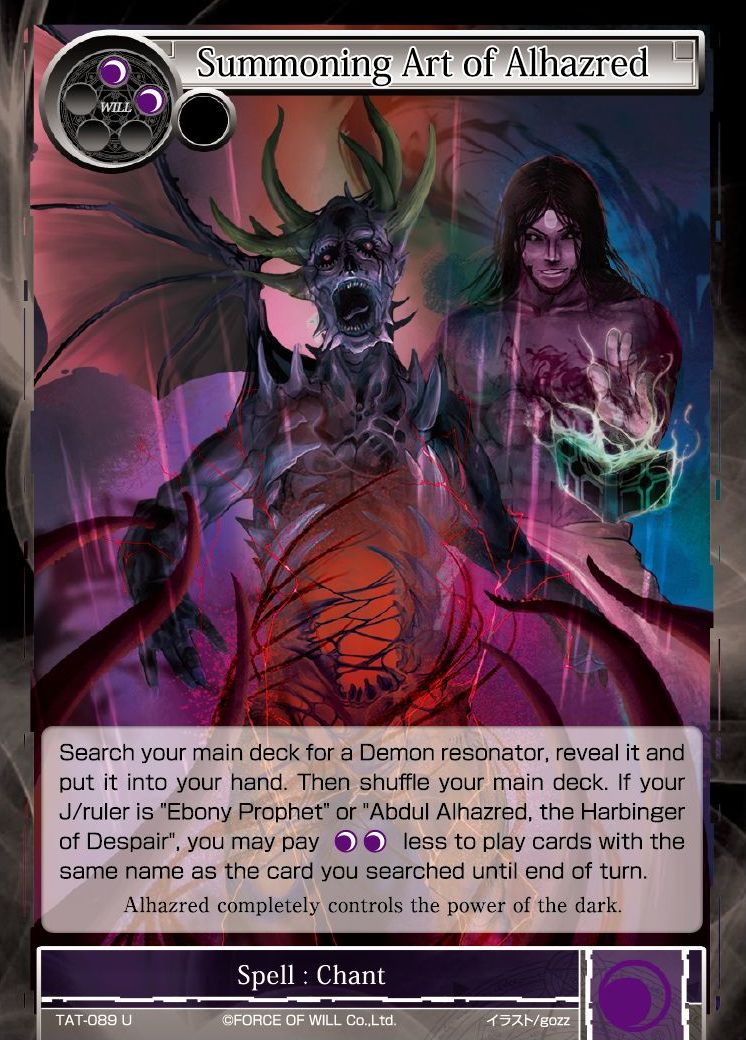 Summoning Art of Alhazred
WILL
Search your main deck for a Demon resonator, reveal it and
put it into your hand. Then shuffle your main deck. If your
J/ruler is "Ebony Prophet" or "Abdul Alhazred, the Harbinger
of Despair", you may pay less to play cards with the
same name as the card you searched until end of turn.
Alhazred completely controls the power of the dark.
Spell : Chant
TAT-089 U ©FORCE OF WILL Co.,Ltd. イラスト/gozz